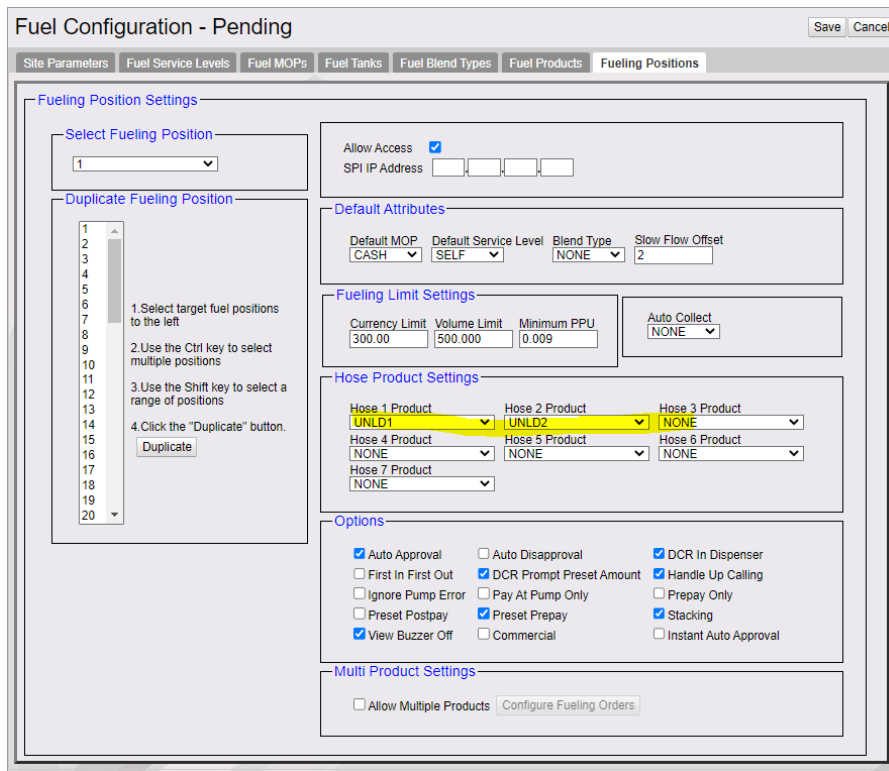 Fuel Configuration - Pending
Save Cancel
Site Parameters Fuel Service Levels Fuel MOPs Fuel Tanks Fuel Blend Types Fuel Products Fueling Positions
Fueling Position Settings
Select Fueling Position
1
Duplicate Fueling Position
1
2
3
4
5
6
7
8
9
10
11
12
13
14
15
16
17
18
19
20
1.Select target fuel positions
to the left
2.Use the Ctrl key to select
multiple positions
3.Use the Shift key to select a
range of positions
4.Click the "Duplicate" button.
Duplicate
Allow Access
SPI IP Address . . .
Default Attributes
Default MOP Default Service Level Blend Type Slow Flow Offset
CASH SELF NONE 2
Fueling Limit Settings
Currency Limit Volume Limit Minimum PPU
300.00 500.000 0.009
Auto Collect
NONE
Hose Product Settings
Hose 1 Product Hose 2 Product Hose 3 Product
UNLD1 UNLD2 NONE
Hose 4 Product Hose 5 Product Hose 6 Product
NONE NONE NONE
Hose 7 Product
NONE
Options
Auto Approval Auto Disapproval DCR In Dispenser
First In First Out DCR Prompt Preset Amount Handle Up Calling
Ignore Pump Error Pay At Pump Only Prepay Only
Preset Postpay Preset Prepay Stacking
View Buzzer Off Commercial Instant Auto Approval
Multi Product Settings
Allow Multiple Products Configure Fueling Orders